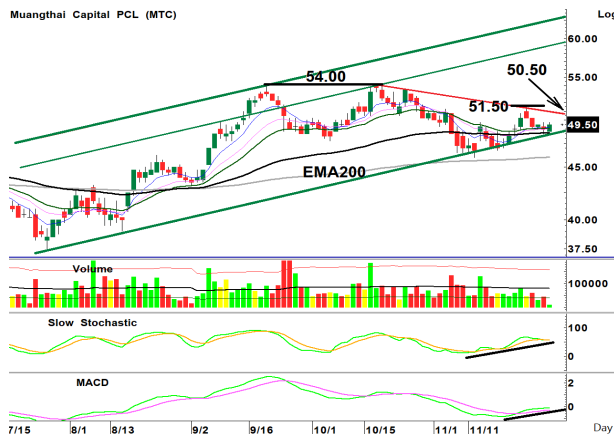 Muangthai Capital PCL (MTC)
Log
60.00
50.50
54.00
55.00
51.50
49.50
EMA200
45.00
40.00
37.50
Volume
100000
Slow Stochastic
100
0
MACD
2
0
7/15 8/1 8/13 9/2 9/16 10/1 10/15 11/1 11/11 Day